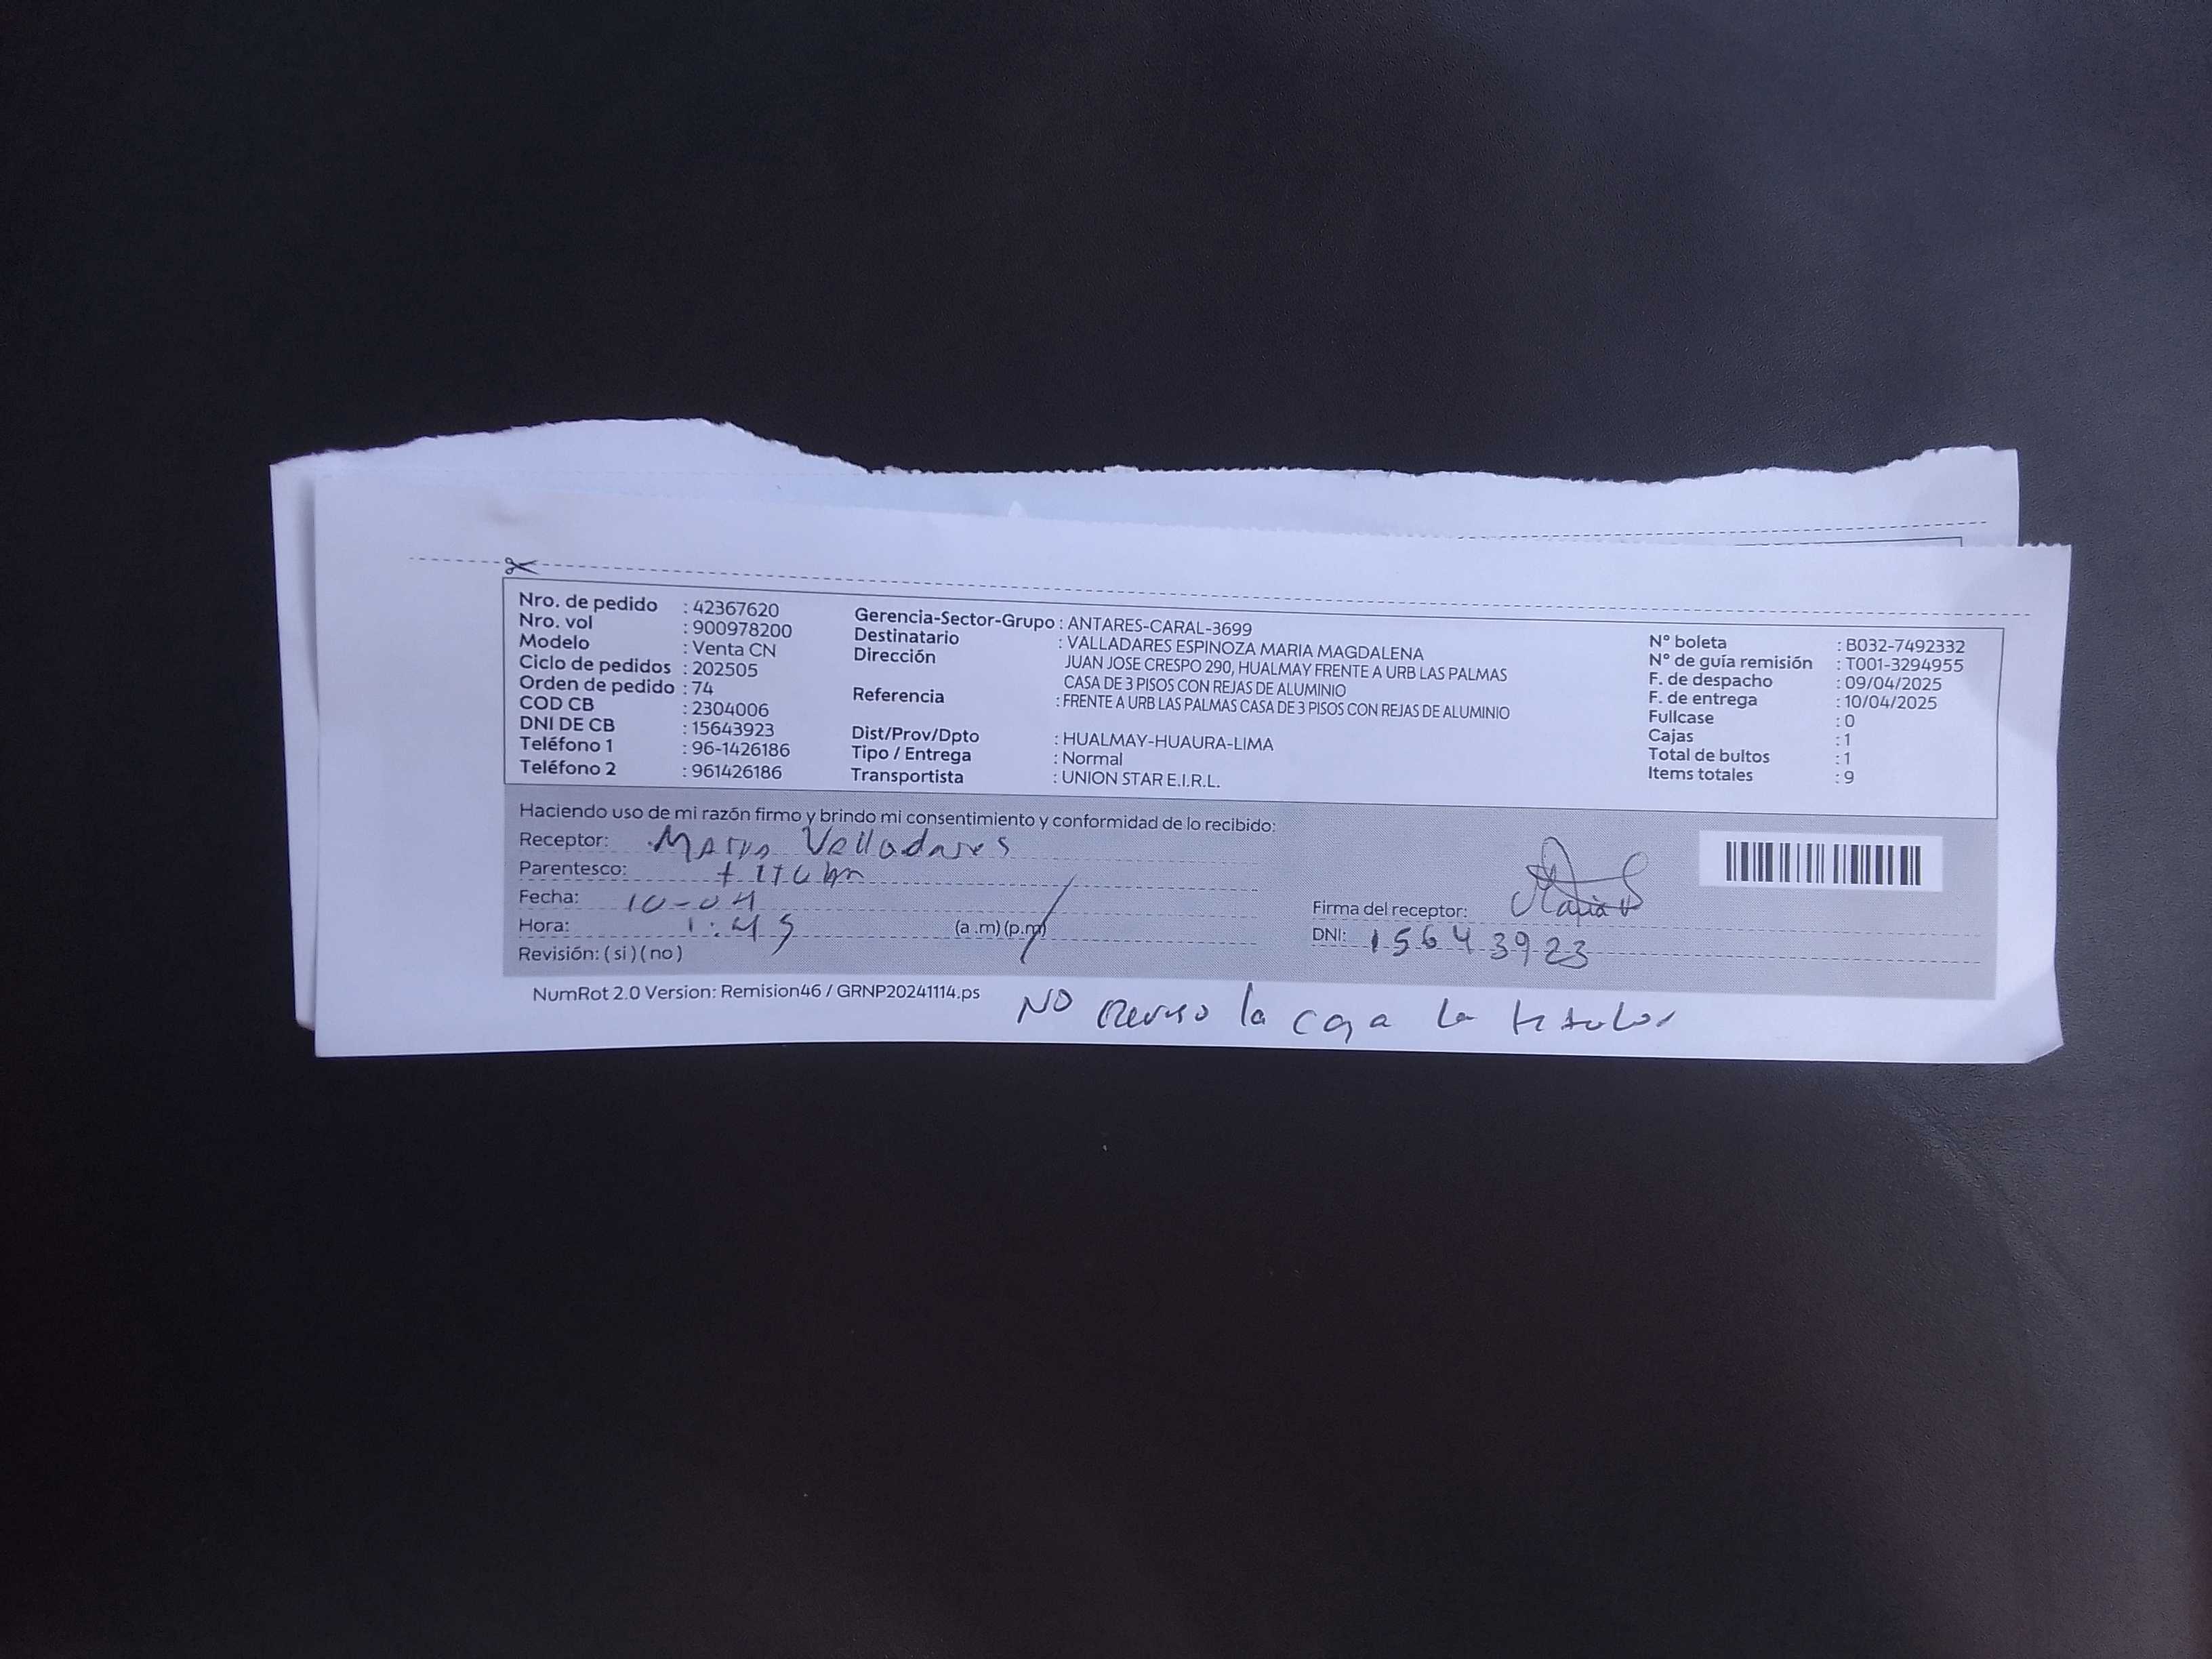 Nro. de pedido : 42367620
Nro. vol : 900978200
Modelo : Venta CN
Ciclo de pedidos : 202505
Orden de pedido : 74
COD CB : 2304006
DNI DE CB : 15643923
Teléfono 1 : 96-1426186
Teléfono 2 : 961426186
Gerencia-Sector-Grupo : ANTARES-CARAL-3699
Destinatario : VALLADARES ESPINOZA MARIA MAGDALENA
Dirección JUAN JOSE CRESPO 290, HUALMAY FRENTE A URB LAS PALMAS
CASA DE 3 PISOS CON REJAS DE ALUMINIO
Referencia : FRENTE A URB LAS PALMAS CASA DE 3 PISOS CON REJAS DE ALUMINIO
Dist/Prov/Dpto : HUALMAY-HUAURA-LIMA
Tipo / Entrega : Normal
Transportista : UNION STAR E.I.R.L.
N° boleta : B032-7492332
N° de guía remisión : T001-3294955
F. de despacho : 09/04/2025
F. de entrega : 10/04/2025
Fullcase : 0
Cajas : 1
Total de bultos : 1
Items totales : 9
Haciendo uso de mi razón firmo y brindo mi consentimiento y conformidad de lo recibido:
Receptor: Maria Valladares
Parentesco: titular
Fecha: 10-04
Hora: 1:45 (a.m) (p.m)
Revisión: ( si ) ( no )
Firma del receptor: Maria V
DNI: 15643923
NumRot 2.0 Version: Remision46 / GRNP20241114.ps
NO Reviso la caja la titular